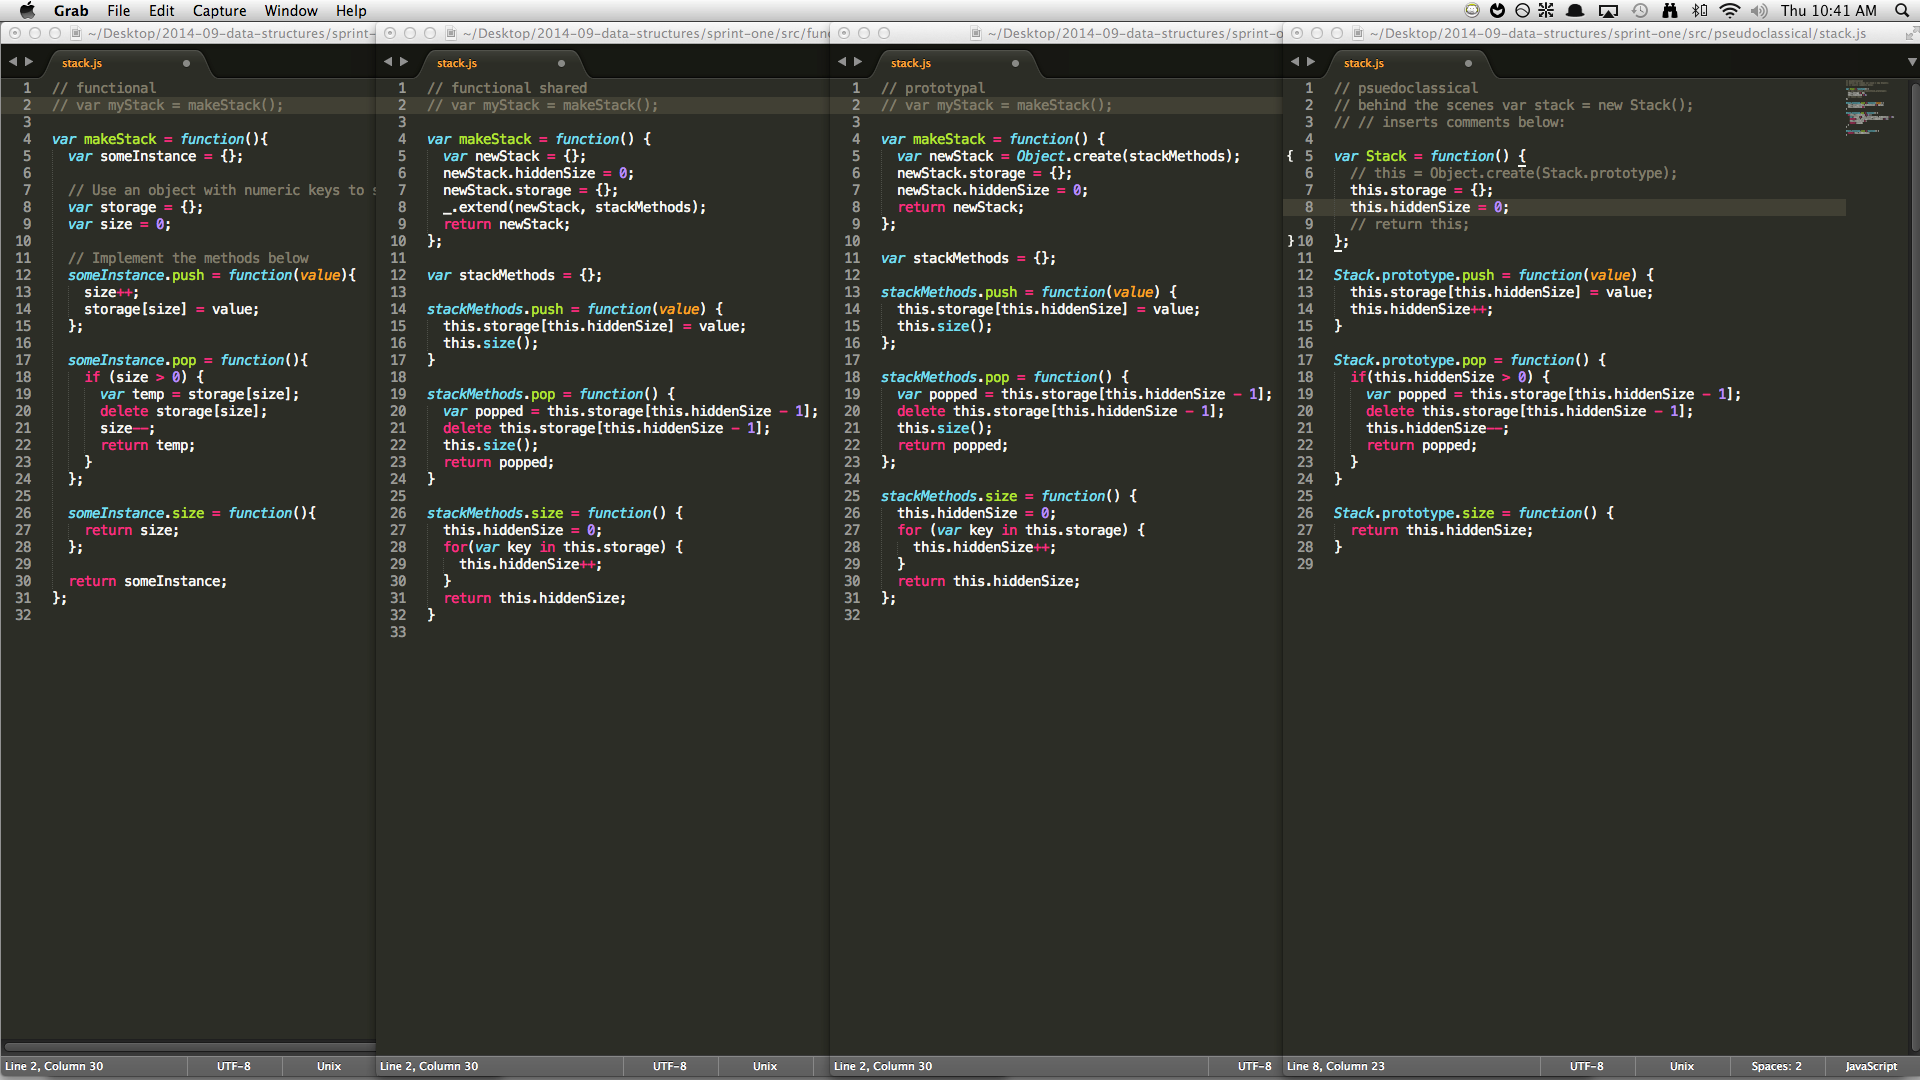 Grab File Edit Capture Window Help Thu 10:41 AM
~/Desktop/2014-09-data-structures/sprint-
stack.js
1 // functional
2 // var myStack = makeStack();
3
4 var makeStack = function(){
5 var someInstance = {};
6
7 // Use an object with numeric keys to s
8 var storage = {};
9 var size = 0;
10
11 // Implement the methods below
12 someInstance.push = function(value){
13 size++;
14 storage[size] = value;
15 };
16
17 someInstance.pop = function(){
18 if (size > 0) {
19 var temp = storage[size];
20 delete storage[size];
21 size--;
22 return temp;
23 }
24 };
25
26 someInstance.size = function(){
27 return size;
28 };
29
30 return someInstance;
31 };
32
Line 2, Column 30 UTF-8 Unix
~/Desktop/2014-09-data-structures/sprint-one/src/fun
stack.js
1 // functional shared
2 // var myStack = makeStack();
3
4 var makeStack = function() {
5 var newStack = {};
6 newStack.hiddenSize = 0;
7 newStack.storage = {};
8 _.extend(newStack, stackMethods);
9 return newStack;
10 };
11
12 var stackMethods = {};
13
14 stackMethods.push = function(value) {
15 this.storage[this.hiddenSize] = value;
16 this.size();
17 }
18
19 stackMethods.pop = function() {
20 var popped = this.storage[this.hiddenSize - 1];
21 delete this.storage[this.hiddenSize - 1];
22 this.size();
23 return popped;
24 }
25
26 stackMethods.size = function() {
27 this.hiddenSize = 0;
28 for(var key in this.storage) {
29 this.hiddenSize++;
30 }
31 return this.hiddenSize;
32 }
33
Line 2, Column 30 UTF-8 Unix
~/Desktop/2014-09-data-structures/sprint-o
stack.js
1 // prototypal
2 // var myStack = makeStack();
3
4 var makeStack = function() {
5 var newStack = Object.create(stackMethods);
6 newStack.storage = {};
7 newStack.hiddenSize = 0;
8 return newStack;
9 };
10
11 var stackMethods = {};
12
13 stackMethods.push = function(value) {
14 this.storage[this.hiddenSize] = value;
15 this.size();
16 };
17
18 stackMethods.pop = function() {
19 var popped = this.storage[this.hiddenSize - 1];
20 delete this.storage[this.hiddenSize - 1];
21 this.size();
22 return popped;
23 };
24
25 stackMethods.size = function() {
26 this.hiddenSize = 0;
27 for (var key in this.storage) {
28 this.hiddenSize++;
29 }
30 return this.hiddenSize;
31 };
32
Line 2, Column 30 UTF-8
~/Desktop/2014-09-data-structures/sprint-one/src/pseudoclassical/stack.js
stack.js
1 // psuedoclassical
2 // behind the scenes var stack = new Stack();
3 // // inserts comments below:
4
{ 5 var Stack = function() {
6 // this = Object.create(Stack.prototype);
7 this.storage = {};
8 this.hiddenSize = 0;
9 // return this;
} 10 };
11
12 Stack.prototype.push = function(value) {
13 this.storage[this.hiddenSize] = value;
14 this.hiddenSize++;
15 }
16
17 Stack.prototype.pop = function() {
18 if(this.hiddenSize > 0) {
19 var popped = this.storage[this.hiddenSize - 1];
20 delete this.storage[this.hiddenSize - 1];
21 this.hiddenSize--;
22 return popped;
23 }
24 }
25
26 Stack.prototype.size = function() {
27 return this.hiddenSize;
28 }
29
Line 8, Column 23 UTF-8 Unix Spaces: 2 JavaScript